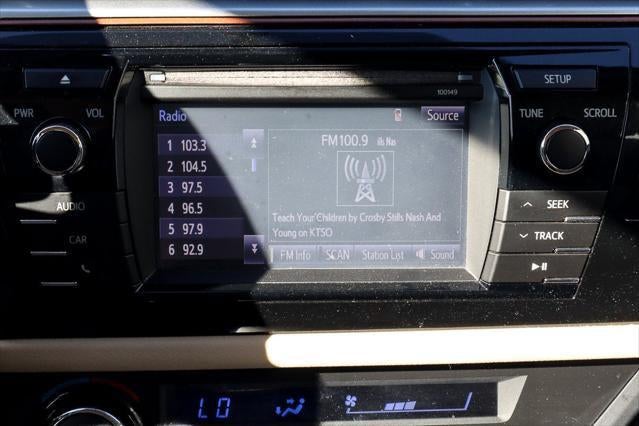 100149
SETUP
PWR VOL
TUNE SCROLL
Radio
Source
FM100.9 ills Nas
1 103.3
2 104.5
3 97.5
4 96.5
5 97.9
6 92.9
Teach Your Children by Crosby Stills Nash And
Young on KTSO
FM Info SCAN Station List Sound
AUDIO
CAR
SEEK
TRACK
LO